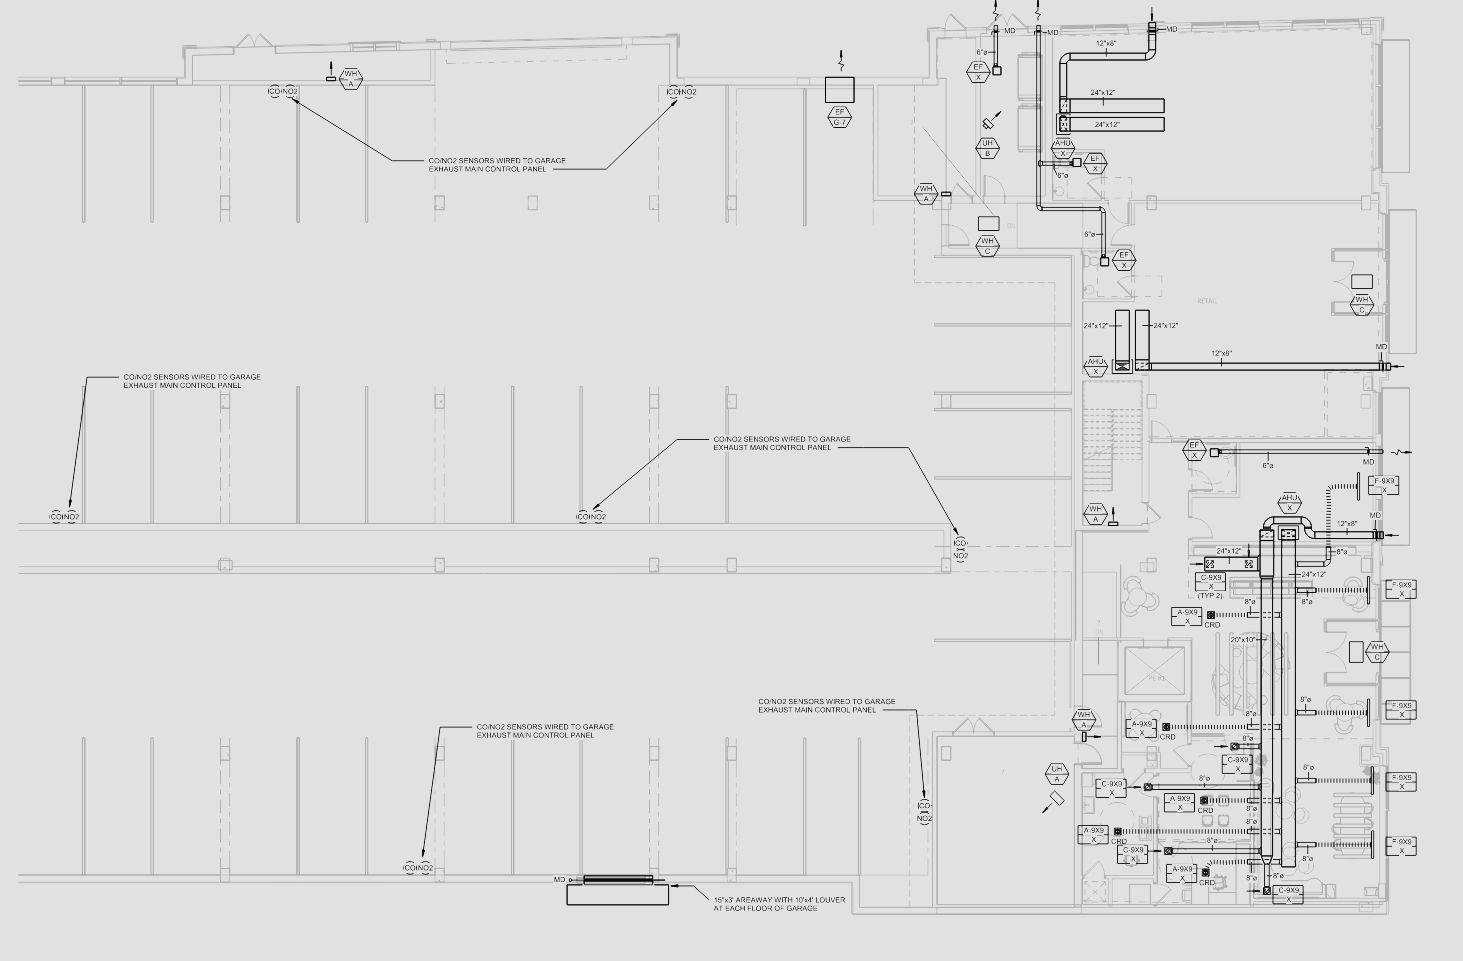 MD
MD
MD
12"x8"
6"ø
WH
A
EF
X
(CO)(NO2)
(CO)(NO2)
24"x12"
EF
G-7
24"x12"
UH
B
AHU
X
CO/NO2 SENSORS WIRED TO GARAGE
EXHAUST MAIN CONTROL PANEL
EF
X
6"ø
WH
A
DN
6"ø
WH
C
EF
X
RETAIL
WH
C
24"x12"
24"x12"
MD
12"x8"
AHU
X
CO/NO2 SENSORS WIRED TO GARAGE
EXHAUST MAIN CONTROL PANEL
CO/NO2 SENSORS WIRED TO GARAGE
EXHAUST MAIN CONTROL PANEL
EF
X
6"ø
MD
F-9X9
X
AHU
X
(CO)(NO2)
(CO)(NO2)
WH
A
MD
12"x8"
(CO)
(NO2)
24"x12"
8"ø
24"x12"
C-9X9
X
(TYP 2).
F-9X9
X
8"ø
8"ø
A-9X9
X
CRD
20"x10"
WH
C
CO/NO2 SENSORS WIRED TO GARAGE
EXHAUST MAIN CONTROL PANEL
8"ø
F-9X9
X
WH
A
8"ø
A-9X9
X
CRD
CO/NO2 SENSORS WIRED TO GARAGE
EXHAUST MAIN CONTROL PANEL
8"ø
C-9X9
X
UH
A
8"ø
8"ø
F-9X9
X
C-9X9
X
A-9X9
X
CRD
8"ø
(CO)
(NO2)
8"ø
A-9X9
X
CRD
8"ø
C-9X9
X
F-9X9
X
8"ø
(CO)(NO2)
A-9X9
X
CRD
8"ø
8"ø
C-9X9
X
MD
15"x3' AREAWAY WITH 10'x4' LOUVER
AT EACH FLOOR OF GARAGE